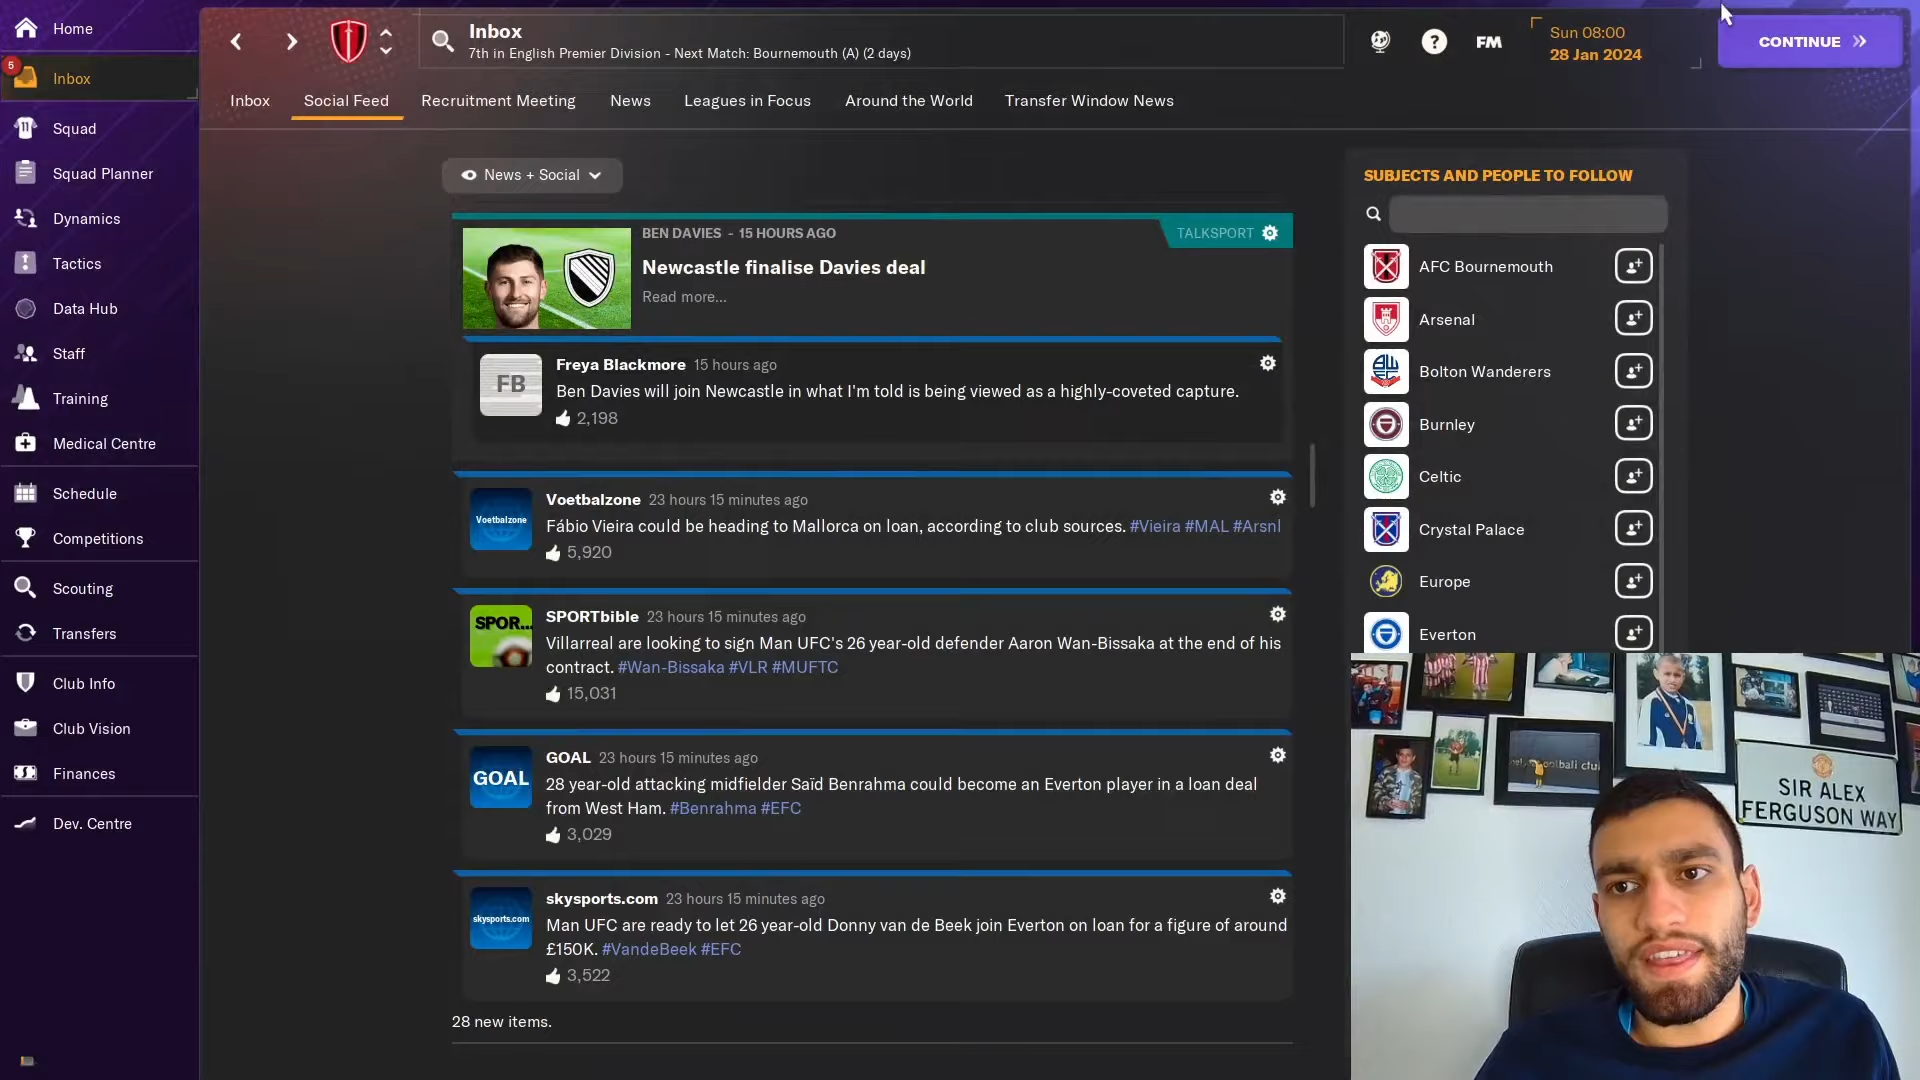 Home
5
Inbox
Squad
Squad Planner
Dynamics
Tactics
Data Hub
Staff
Training
Medical Centre
Schedule
Competitions
Scouting
Transfers
Club Info
Club Vision
Finances
Dev. Centre
Inbox
7th in English Premier Division - Next Match: Bournemouth (A) (2 days)
?
FM
Sun 08:00
28 Jan 2024
CONTINUE
Inbox Social Feed Recruitment Meeting News Leagues in Focus Around the World Transfer Window News
News + Social
BEN DAVIES - 15 HOURS AGO
TALKSPORT
Newcastle finalise Davies deal
Read more...
FB
Freya Blackmore 15 hours ago
Ben Davies will join Newcastle in what I'm told is being viewed as a highly-coveted capture.
2,198
Voetbalzone
Voetbalzone 23 hours 15 minutes ago
Fábio Vieira could be heading to Mallorca on loan, according to club sources. #Vieira #MAL #Arsnl
5,920
SPOR...
SPORTbible 23 hours 15 minutes ago
Villarreal are looking to sign Man UFC's 26 year-old defender Aaron Wan-Bissaka at the end of his
contract. #Wan-Bissaka #VLR #MUFTC
15,031
GOAL
GOAL 23 hours 15 minutes ago
28 year-old attacking midfielder Saïd Benrahma could become an Everton player in a loan deal
from West Ham. #Benrahma #EFC
3,029
skysports.com
skysports.com 23 hours 15 minutes ago
Man UFC are ready to let 26 year-old Donny van de Beek join Everton on loan for a figure of around
£150K. #VandeBeek #EFC
3,522
28 new items.
SUBJECTS AND PEOPLE TO FOLLOW
AFC Bournemouth
Arsenal
Bolton Wanderers
Burnley
Celtic
Crystal Palace
Europe
Everton
SIR ALEX
FERGUSON WAY